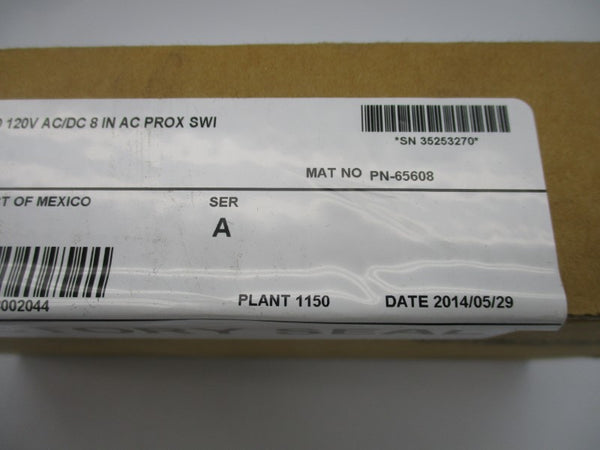 120V AC/DC 8 IN AC PROX SWI
*SN 35253270*
MAT NO PN-65608
OF MEXICO
SER
A
002044
PLANT 1150
DATE 2014/05/29
SEAL